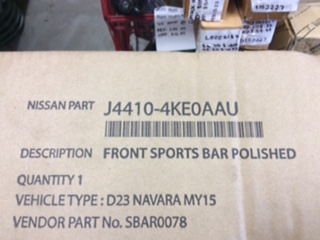 NISSAN PART J4410-4KE0AAU
DESCRIPTION FRONT SPORTS BAR POLISHED
QUANTITY 1
VEHICLE TYPE : D23 NAVARA MY15
VENDOR PART No. SBAR0078